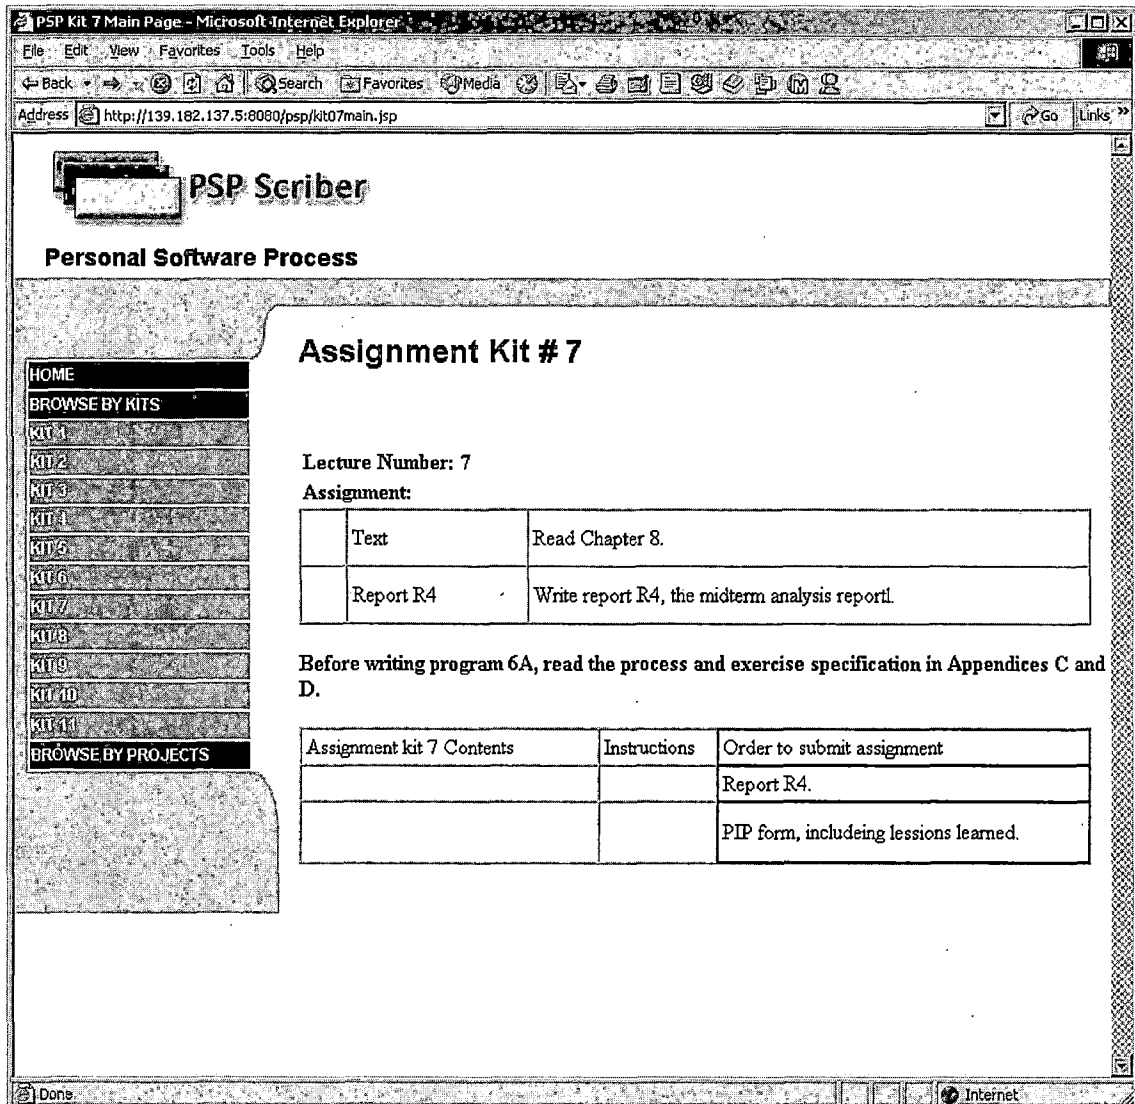 PSP Kit 7 Main Page - Microsoft Internet Explorer
File Edit View Favorites Tools Help
Back Search Favorites Media
Address http://139.182.137.5:8080/psp/kit07main.jsp Go Links »
PSP Scriber
Personal Software Process
Assignment Kit # 7
HOME
BROWSE BY KITS
KIT 1
KIT 2
KIT 3
KIT 4
KIT 5
KIT 6
KIT 7
KIT 8
KIT 9
KIT 10
KIT 11
BROWSE BY PROJECTS
Lecture Number: 7
Assignment:
Text Read Chapter 8.
Report R4 Write report R4, the midterm analysis reportl.
Before writing program 6A, read the process and exercise specification in Appendices C and
D.
Assignment kit 7 Contents Instructions Order to submit assignment
Report R4.
PIP form, includeing lessions learned.
Done Internet